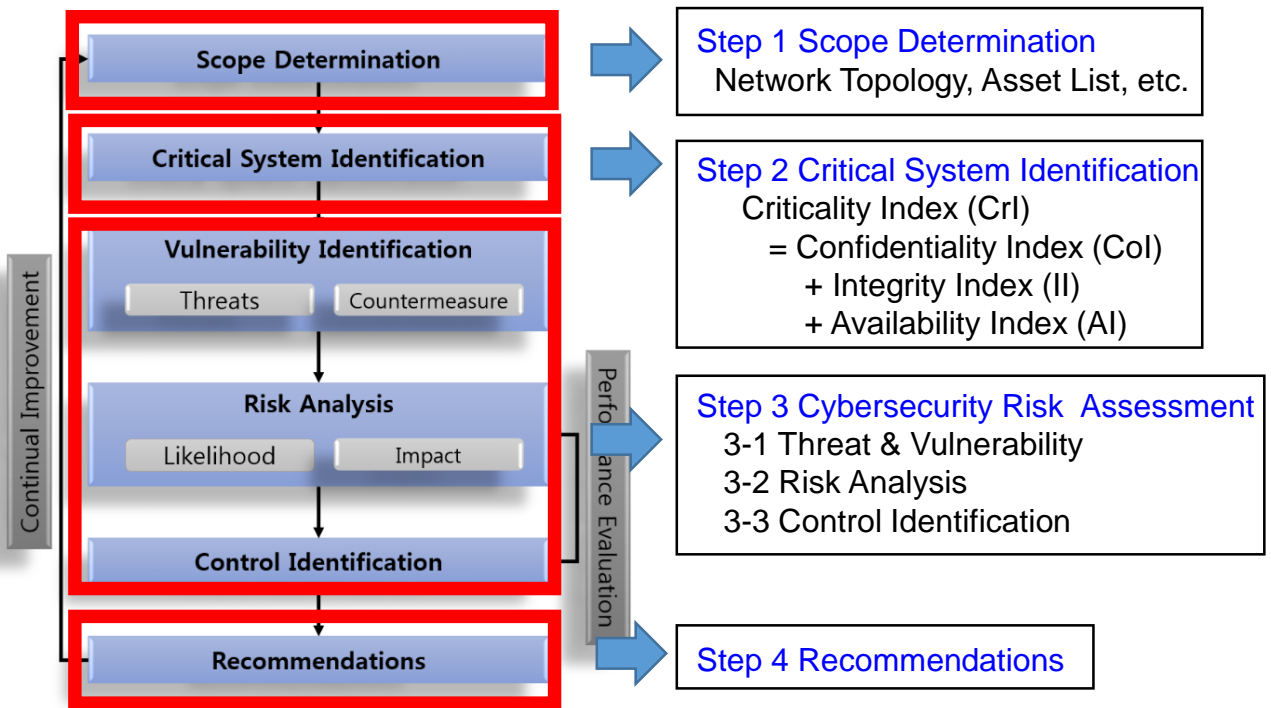 Scope Determination
Critical System Identification
Vulnerability Identification
Threats
Countermeasure
Risk Analysis
Likelihood
Impact
Control Identification
Recommendations
Continual Improvement
Perfo ance Evaluation
Step 1 Scope Determination
Network Topology, Asset List, etc.
Step 2 Critical System Identification
Criticality Index (CrI)
= Confidentiality Index (CoI)
+ Integrity Index (II)
+ Availability Index (AI)
Step 3 Cybersecurity Risk Assessment
3-1 Threat & Vulnerability
3-2 Risk Analysis
3-3 Control Identification
Step 4 Recommendations